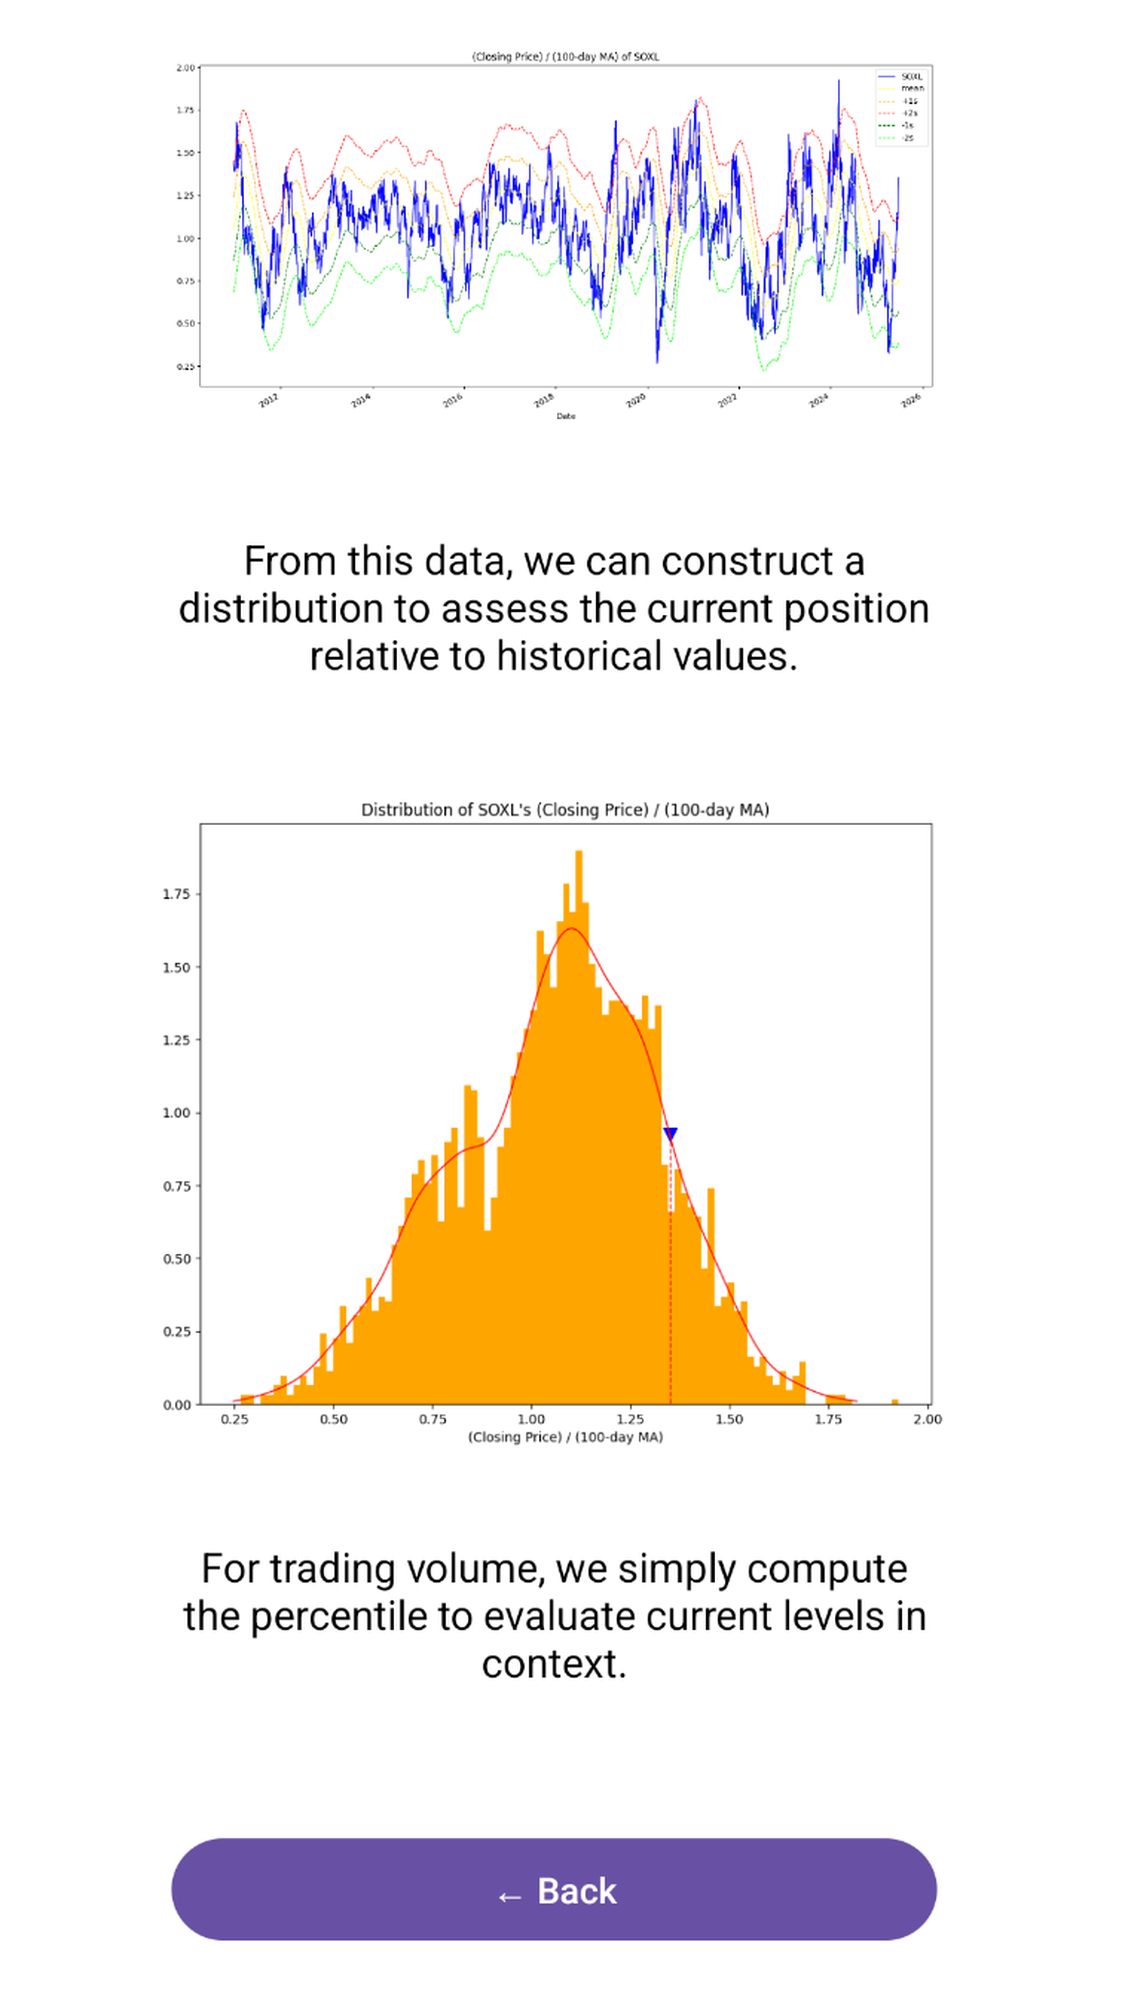 (Closing Price) / (100-day MA) of SOXL
2.00
1.75
1.50
1.25
1.00
0.75
0.50
0.25
SOXL
mean
+1s
+2s
-1s
-2s
2012
2014
2016
2018
2020
2022
2024
2026
Date
From this data, we can construct a
distribution to assess the current position
relative to historical values.
Distribution of SOXL's (Closing Price) / (100-day MA)
1.75
1.50
1.25
1.00
0.75
0.50
0.25
0.00
0.25 0.50 0.75 1.00 1.25 1.50 1.75 2.00
(Closing Price) / (100-day MA)
For trading volume, we simply compute
the percentile to evaluate current levels in
context.
← Back